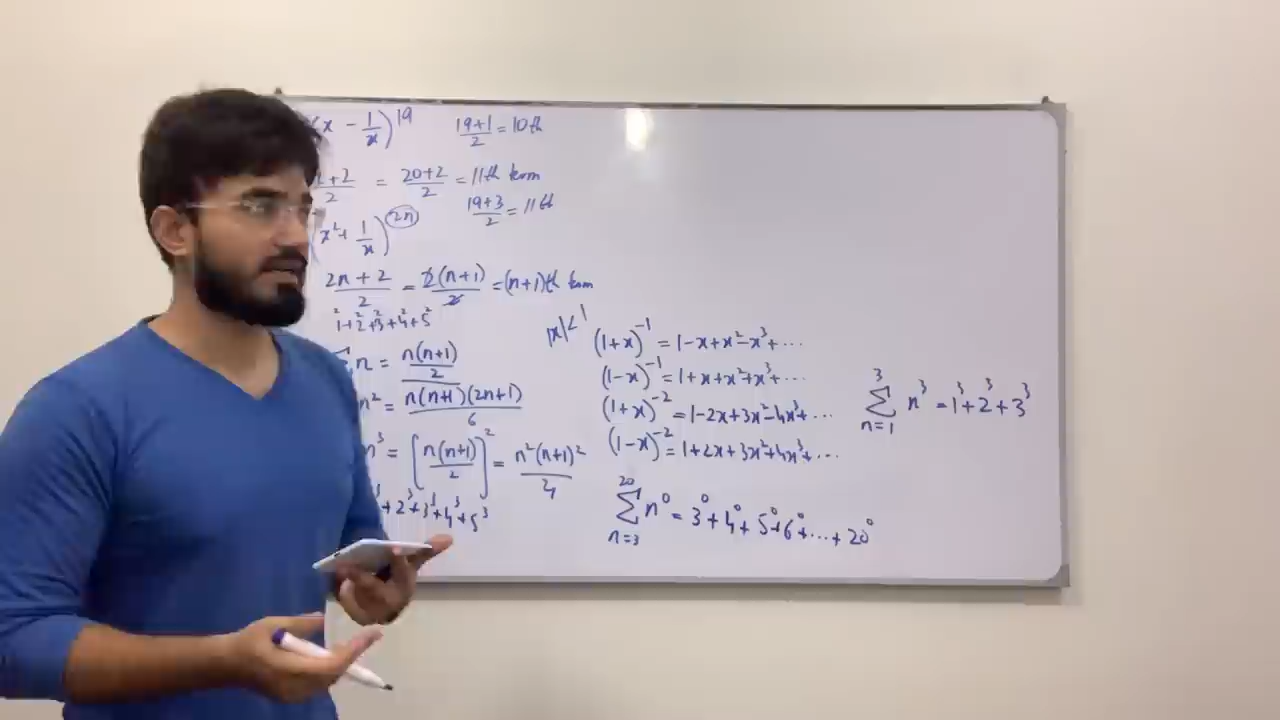 (x - 1/x)^19    (19+1)/2 = 10th
+2/2 = (20+2)/2 = 11th term
(19+3)/2 = 11th
(x² + 1/x)^2n
(2n+2)/2 = 2(n+1)/2 = (n+1)th term
1²+2²+3²+4²+5²
n = n(n+1)/2
n² = n(n+1)(2n+1)/6
n³ = [n(n+1)/2]² = n²(n+1)²/4
+2³+3³+4³+5³
|x|<1
(1+x)^-1 = 1-x+x²-x³+...
(1-x)^-1 = 1+x+x²+x³+...
(1+x)^-2 = 1-2x+3x²-4x³+...
(1-x)^-2 = 1+2x+3x²+4x³+...
20
∑ n⁰ = 3⁰+4⁰+5⁰+6⁰+...+20⁰
n=3
3
∑ n³ = 1³+2³+3³
n=1